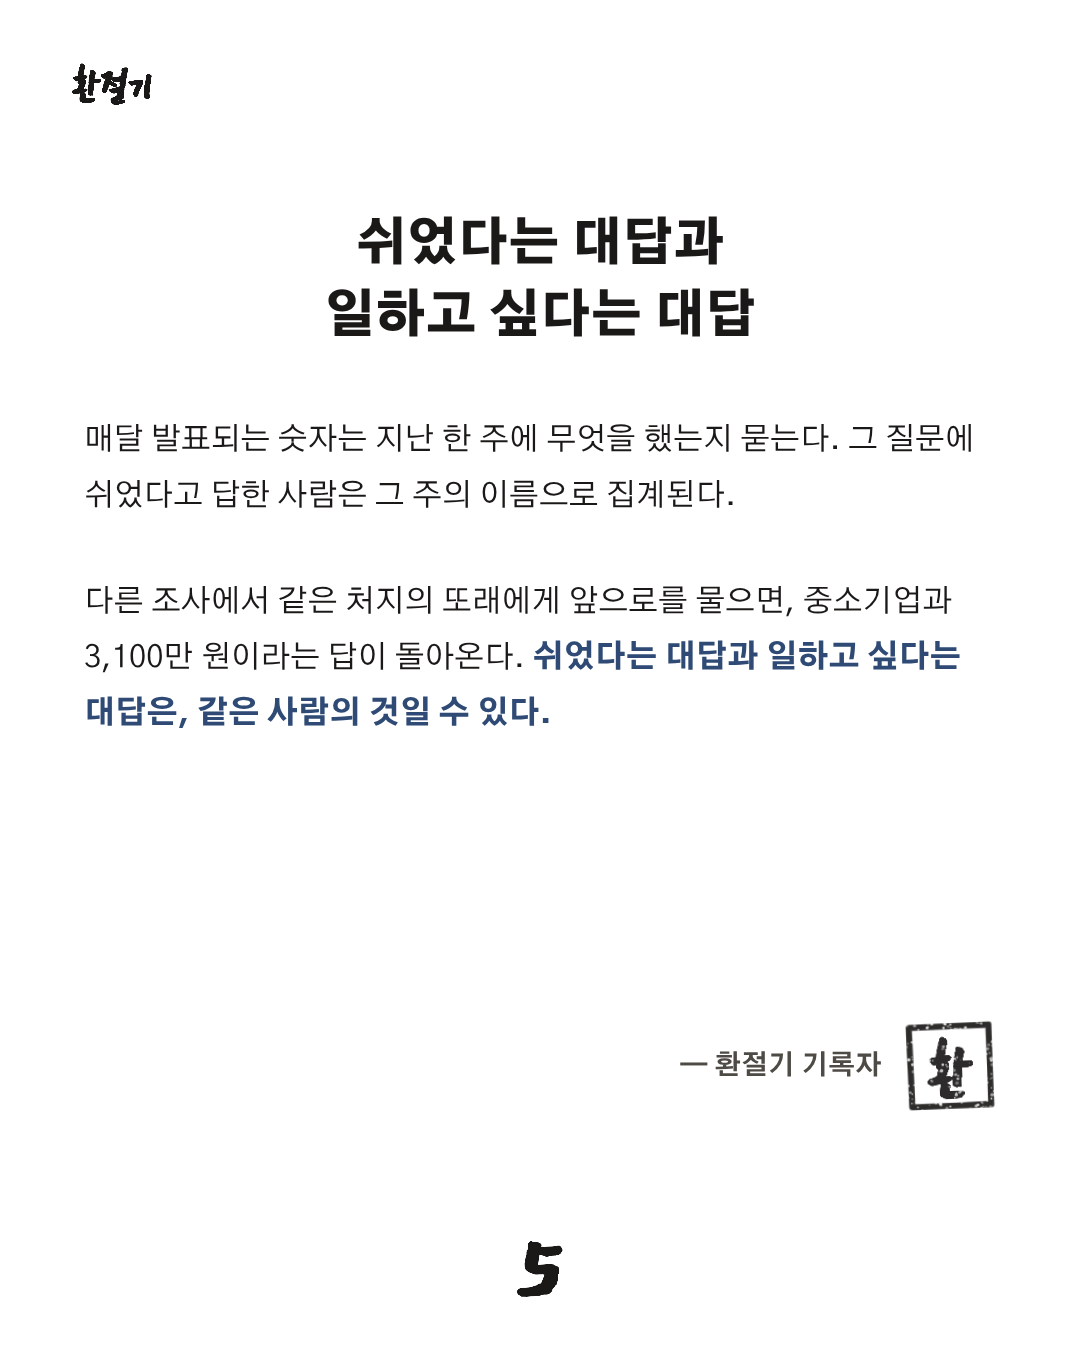 환절기
쉬었다는 대답과
일하고 싶다는 대답
매달 발표되는 숫자는 지난 한 주에 무엇을 했는지 묻는다. 그 질문에
쉬었다고 답한 사람은 그 주의 이름으로 집계된다.
다른 조사에서 같은 처지의 또래에게 앞으로를 물으면, 중소기업과
3,100만 원이라는 답이 돌아온다. 쉬었다는 대답과 일하고 싶다는
대답은, 같은 사람의 것일 수 있다.
— 환절기 기록자
환
5